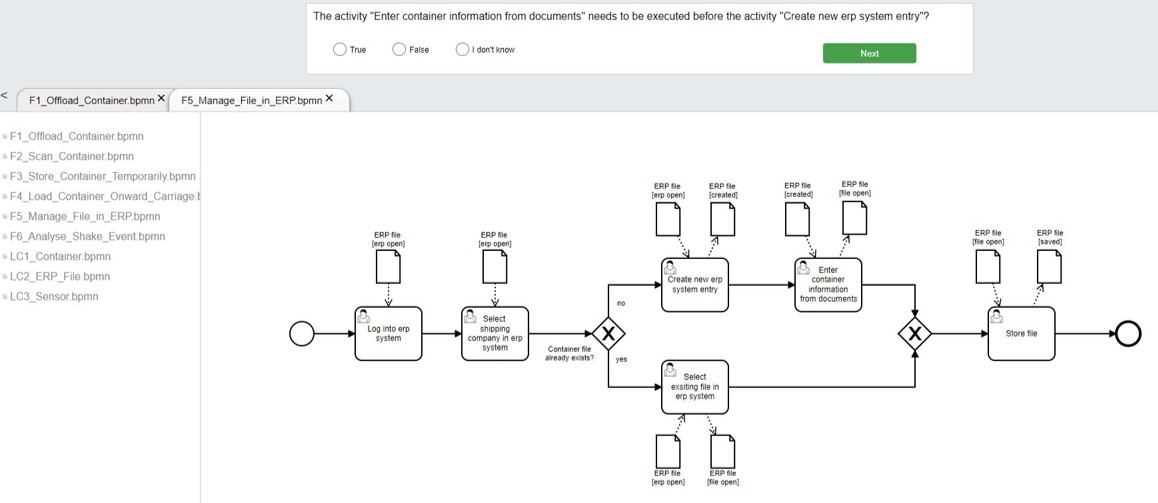 The activity "Enter container information from documents" needs to be executed before the activity "Create new erp system entry"?
True
False
I don't know
Next
<
F1_Offload_Container.bpmn ✕
F5_Manage_File_in_ERP.bpmn ✕
F1_Offload_Container.bpmn
F2_Scan_Container.bpmn
F3_Store_Container_Temporarily.bpmn
F4_Load_Container_Onward_Carriage.b
F5_Manage_File_in_ERP.bpmn
F6_Analyse_Shake_Event.bpmn
LC1_Container.bpmn
LC2_ERP_File.bpmn
LC3_Sensor.bpmn
ERP file
[erp open]
ERP file
[erp open]
ERP file
[erp open]
ERP file
[created]
ERP file
[created]
ERP file
[file open]
ERP file
[file open]
ERP file
[saved]
Log into erp
system
Select
shipping
company in erp
system
Container file
already exists?
no
yes
Create new erp
system entry
Enter
container
information
from documents
Select
exsiting file in
erp system
ERP file
[erp open]
ERP file
[file open]
Store file